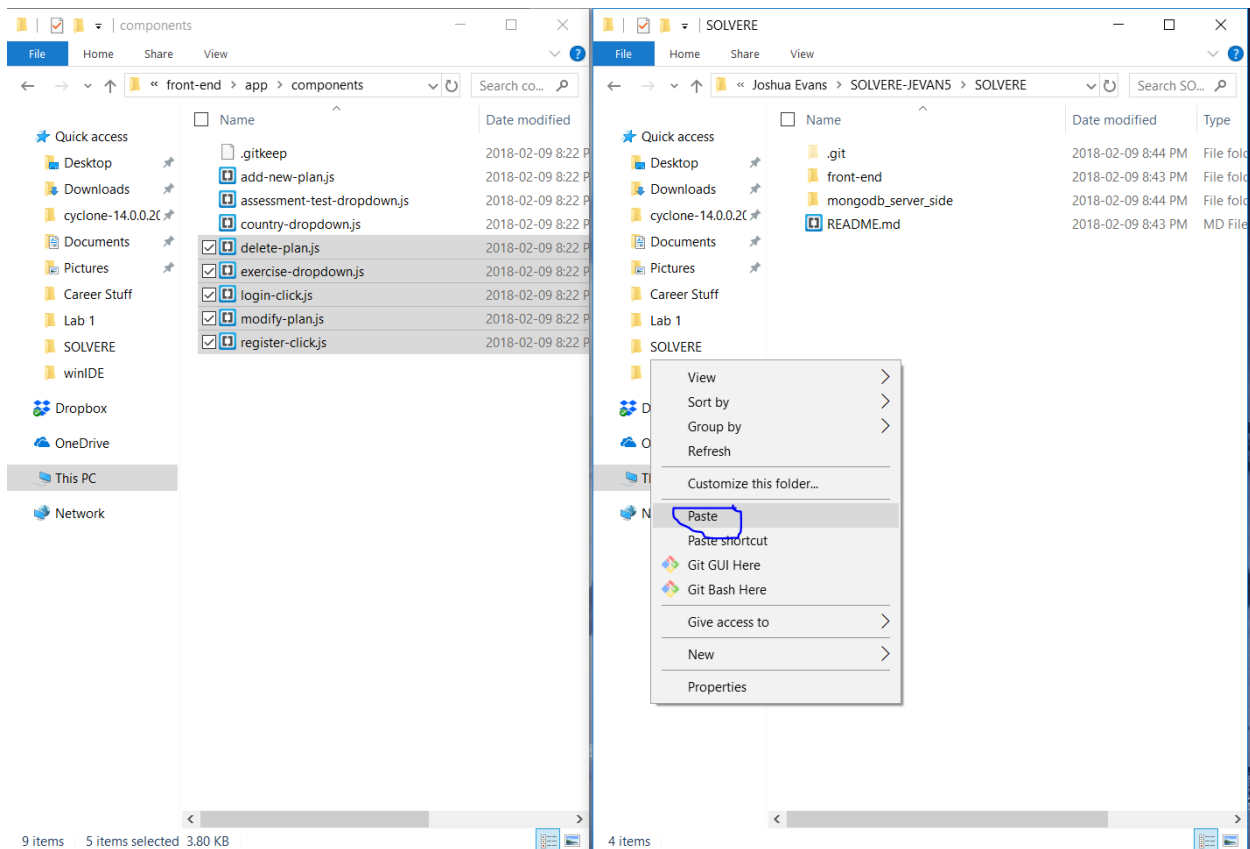 components
File Home Share View
« front-end > app > components Search co...
Name Date modified
Quick access
Desktop
Downloads
cyclone-14.0.0.20
Documents
Pictures
Career Stuff
Lab 1
SOLVERE
winIDE
Dropbox
OneDrive
This PC
Network
.gitkeep 2018-02-09 8:22 P
add-new-plan.js 2018-02-09 8:22 P
assessment-test-dropdown.js 2018-02-09 8:22 P
country-dropdown.js 2018-02-09 8:22 P
delete-plan.js 2018-02-09 8:22 P
exercise-dropdown.js 2018-02-09 8:22 P
login-click.js 2018-02-09 8:22 P
modify-plan.js 2018-02-09 8:22 P
register-click.js 2018-02-09 8:22 P
9 items 5 items selected 3.80 KB
SOLVERE
File Home Share View
« Joshua Evans > SOLVERE-JEVAN5 > SOLVERE Search SO...
Name Date modified Type
Quick access
Desktop
Downloads
cyclone-14.0.0.20
Documents
Pictures
Career Stuff
Lab 1
SOLVERE
D
O
Tl
N
.git 2018-02-09 8:44 PM File fold
front-end 2018-02-09 8:43 PM File fold
mongodb_server_side 2018-02-09 8:44 PM File fold
README.md 2018-02-09 8:43 PM MD File
View
Sort by
Group by
Refresh
Customize this folder...
Paste
Paste shortcut
Git GUI Here
Git Bash Here
Give access to
New
Properties
4 items